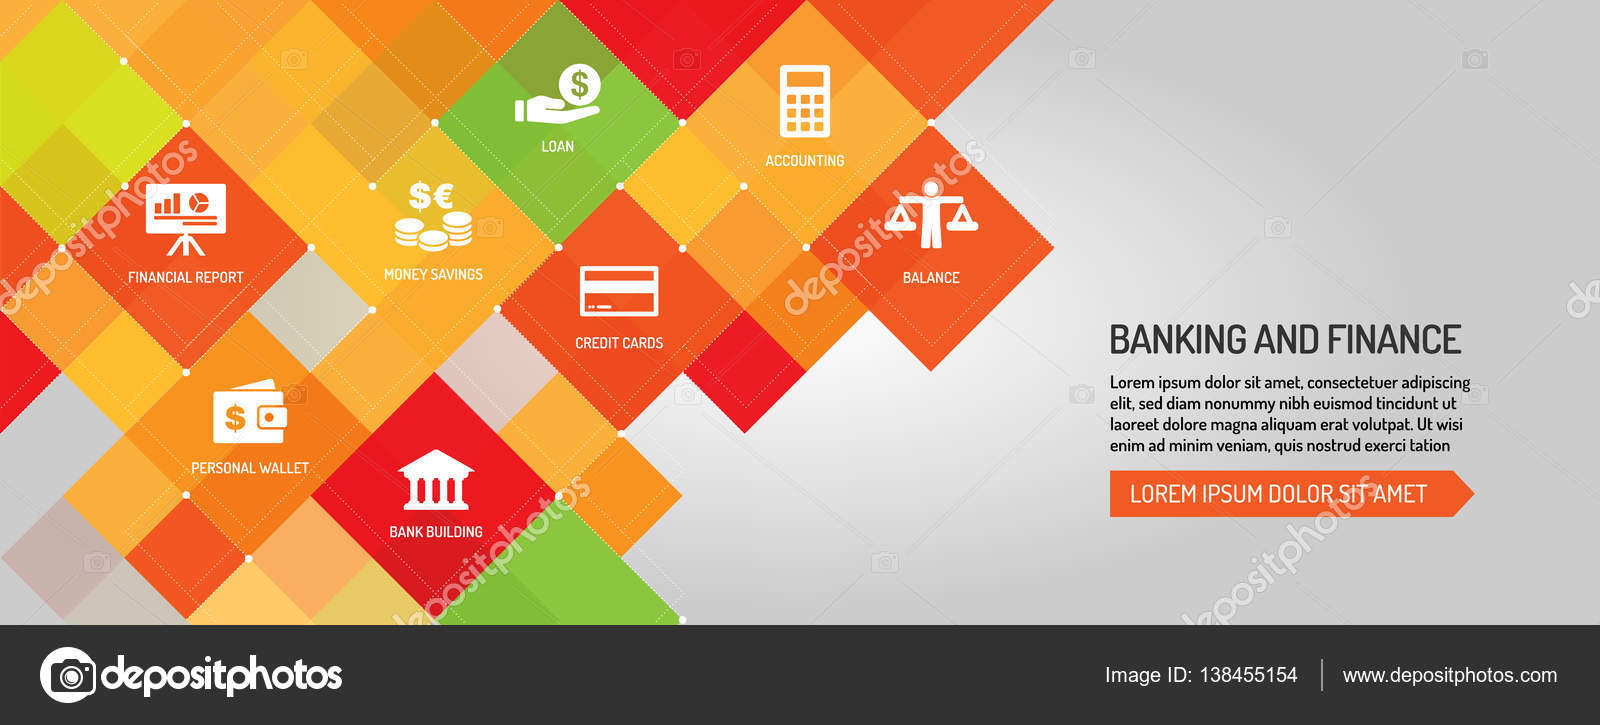 LOAN
ACCOUNTING
FINANCIAL REPORT
MONEY SAVINGS
BALANCE
CREDIT CARDS
PERSONAL WALLET
BANK BUILDING
BANKING AND FINANCE
Lorem ipsum dolor sit amet, consectetuer adipiscing
elit, sed diam nonummy nibh euismod tincidunt ut
laoreet dolore magna aliquam erat volutpat. Ut wisi
enim ad minim veniam, quis nostrud exerci tation
LOREM IPSUM DOLOR SIT AMET
depositphotos
depositphotos
depositphotos
depositphotos
depositphotos
depositphotos
Image ID: 138455154
www.depositphotos.com